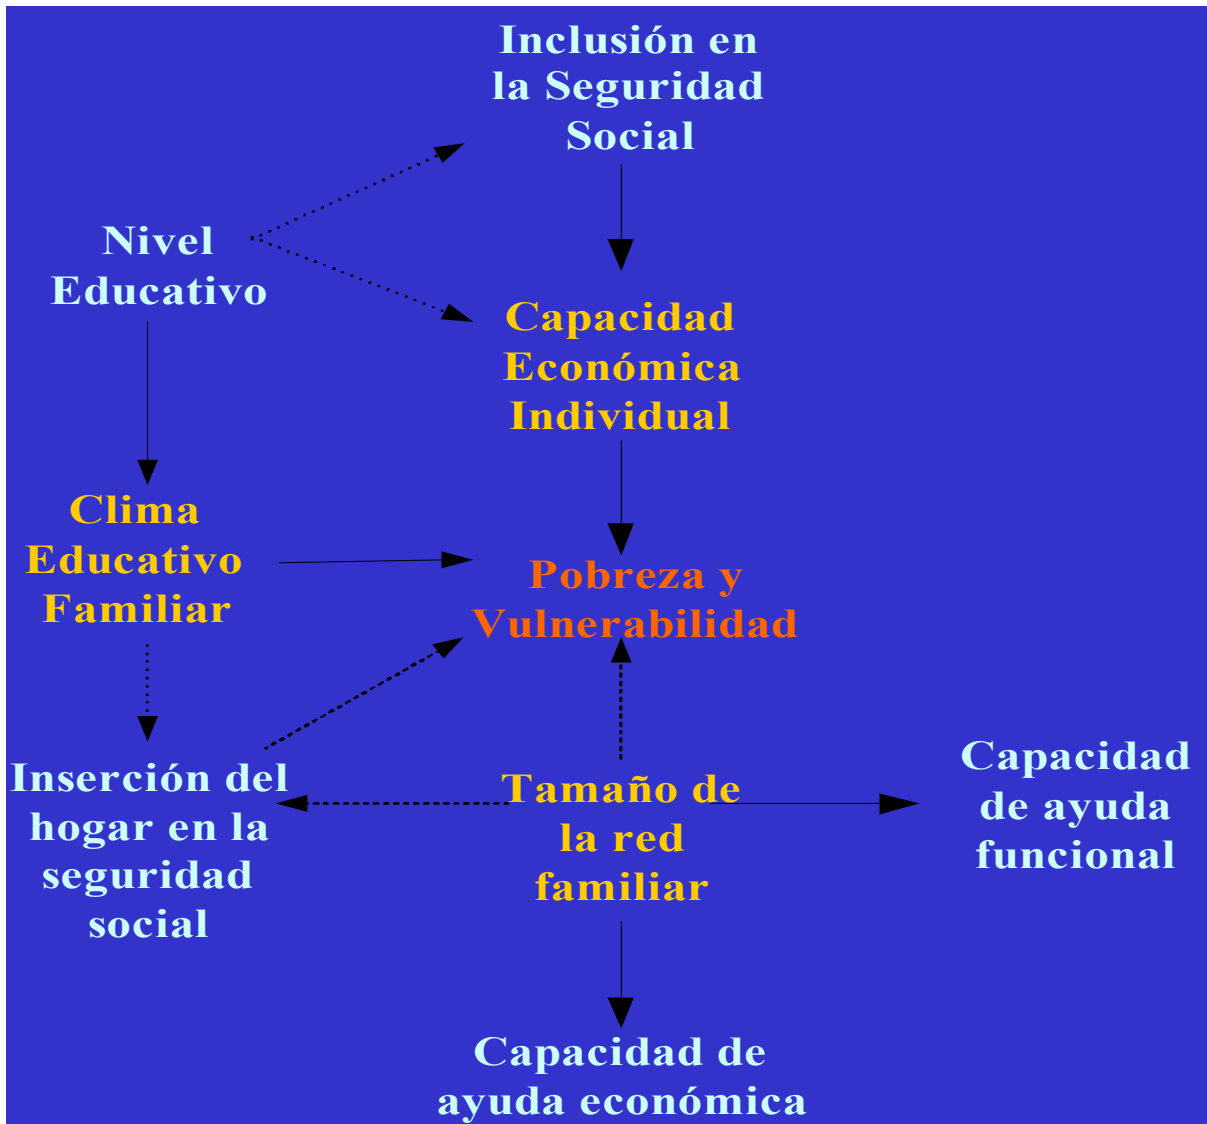 Inclusión en
la Seguridad
Social
Nivel
Educativo
Capacidad
Económica
Individual
Clima
Educativo
Familiar
Pobreza y
Vulnerabilidad
Inserción del
hogar en la
seguridad
social
Tamaño de
la red
familiar
Capacidad
de ayuda
funcional
Capacidad de
ayuda económica